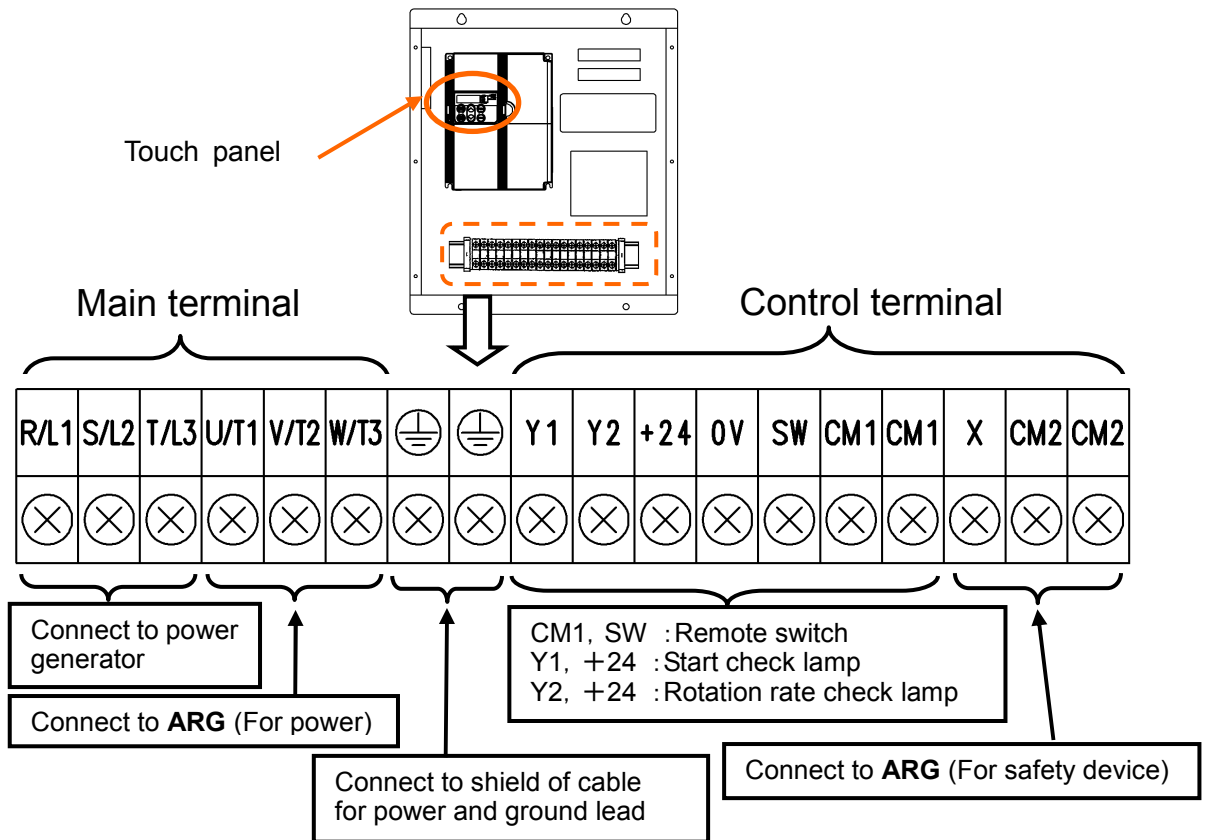 Touch panel
Main terminal
Control terminal
R/L1 S/L2 T/L3 U/T1 V/T2 W/T3 Y1 Y2 +24 0V SW CM1 CM1 X CM2 CM2
Connect to power
generator
Connect to ARG (For power)
Connect to shield of cable
for power and ground lead
CM1, SW :Remote switch
Y1, +24 :Start check lamp
Y2, +24 :Rotation rate check lamp
Connect to ARG (For safety device)